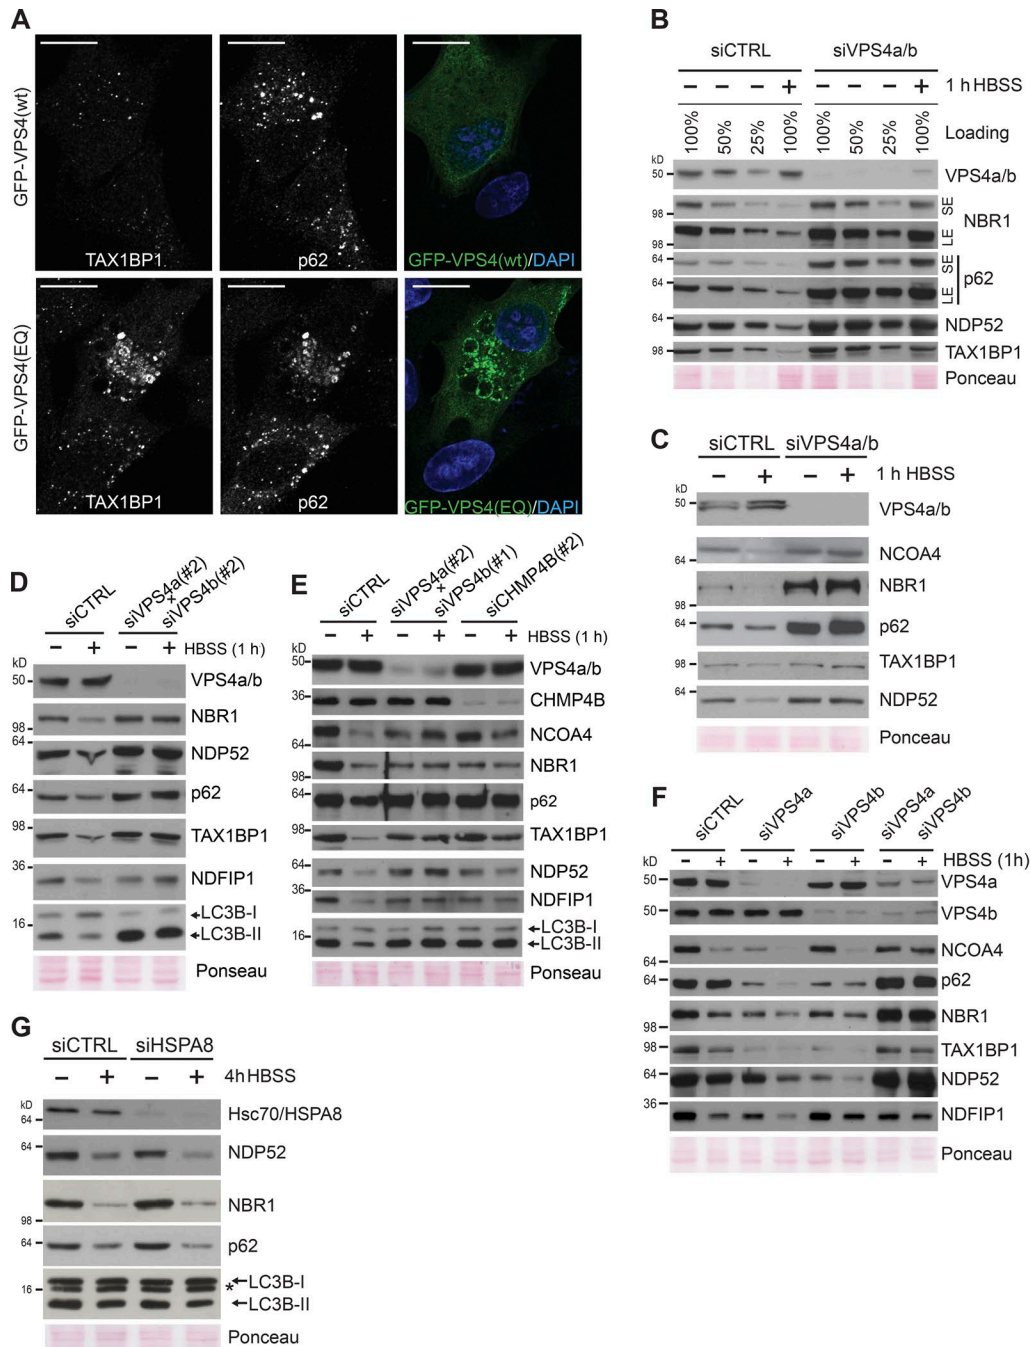 A
GFP-VPS4(wt)
TAX1BP1
p62
GFP-VPS4(wt)/DAPI
GFP-VPS4(EQ)
TAX1BP1
p62
GFP-VPS4(EQ)/DAPI
B
siCTRL siVPS4a/b
− − − + − − − + 1 h HBSS
100% 50% 25% 100% 100% 50% 25% 100% Loading
kD
50 VPS4a/b
98 SE
NBR1
98 LE
64 SE
p62
64 LE
64 NDP52
98 TAX1BP1
Ponceau
C
siCTRL siVPS4a/b
− + − + 1 h HBSS
kD
50 VPS4a/b
64 NCOA4
98 NBR1
64 p62
98 TAX1BP1
64 NDP52
Ponceau
D
siCTRL siVPS4a(#2) + siVPS4b(#2)
− + − + HBSS (1 h)
kD
50 VPS4a/b
98 NBR1
64 NDP52
64 p62
98 TAX1BP1
36 NDFIP1
LC3B-I
16 LC3B-II
Ponseau
E
siCTRL siVPS4a(#2) + siVPS4b(#1) siCHMP4B(#2)
− + − + − + HBSS (1 h)
kD
50 VPS4a/b
36 CHMP4B
64 NCOA4
98 NBR1
64 p62
98 TAX1BP1
64 NDP52
36 NDFIP1
LC3B-I
16 LC3B-II
Ponseau
F
siCTRL siVPS4a siVPS4b siVPS4a siVPS4b
− + − + − + − + HBSS (1h)
kD
50 VPS4a
50 VPS4b
64 NCOA4
64 p62
98 NBR1
98 TAX1BP1
64 NDP52
36 NDFIP1
Ponceau
G
siCTRL siHSPA8
− + − + 4h HBSS
kD
64 Hsc70/HSPA8
64 NDP52
98 NBR1
64 p62
LC3B-I
16 *
LC3B-II
Ponceau